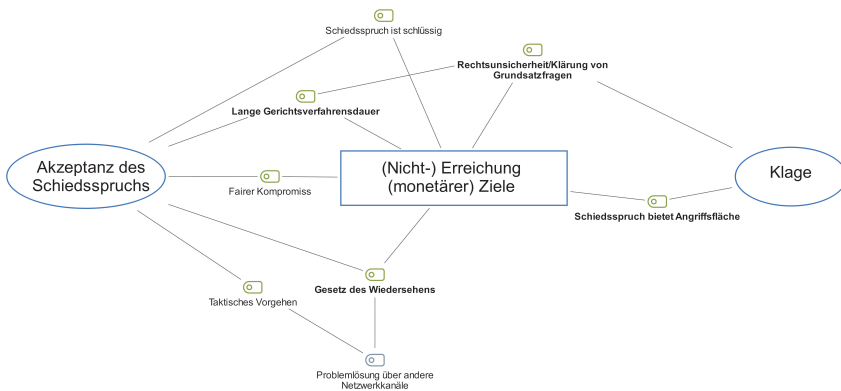 Schiedsspruch ist schlüssig
Rechtsunsicherheit/Klärung von
Grundsatzfragen
Lange Gerichtsverfahrensdauer
Akzeptanz des
Schiedsspruchs
Fairer Kompromiss
(Nicht-) Erreichung
(monetärer) Ziele
Klage
Schiedsspruch bietet Angriffsfläche
Gesetz des Wiedersehens
Taktisches Vorgehen
Problemlösung über andere
Netzwerkkanäle